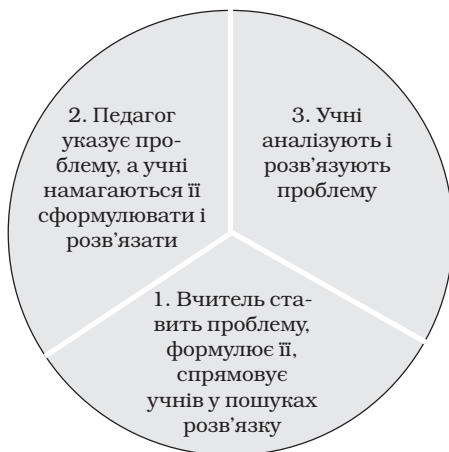 2. Педагог
указує про-
блему, а учні
намагаються її
сформулювати і
розв'язати
3. Учні
аналізують і
розв'язують
проблему
1. Вчитель ста-
вить проблему,
формулює її,
спрямовує
учнів у пошуках
розв'язку